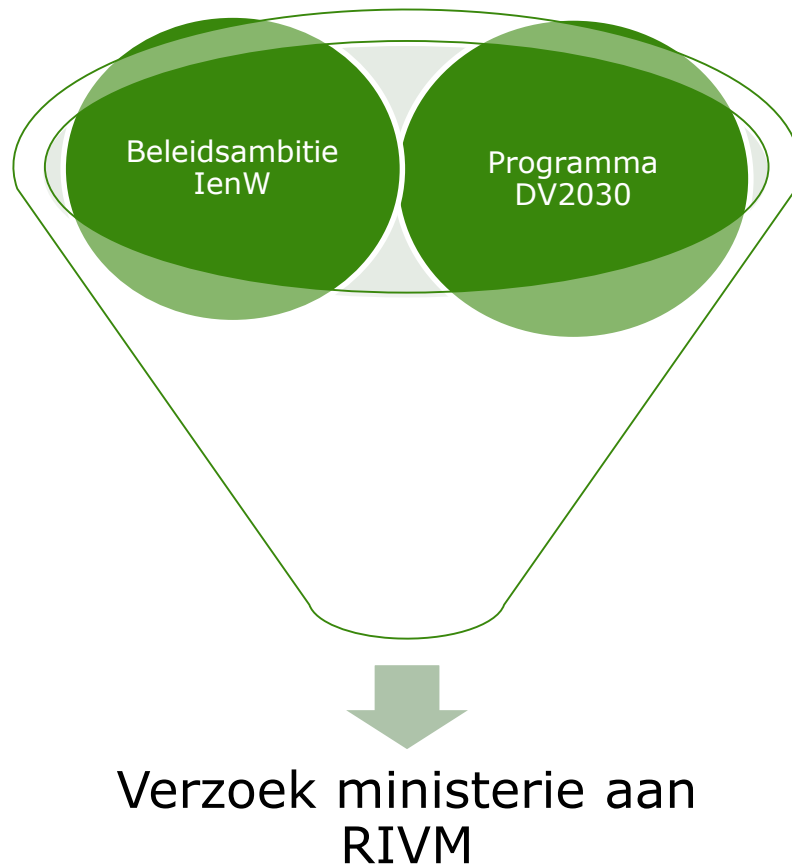 Beleidsambitie
IenW
Programma
DV2030
Verzoek ministerie aan
RIVM